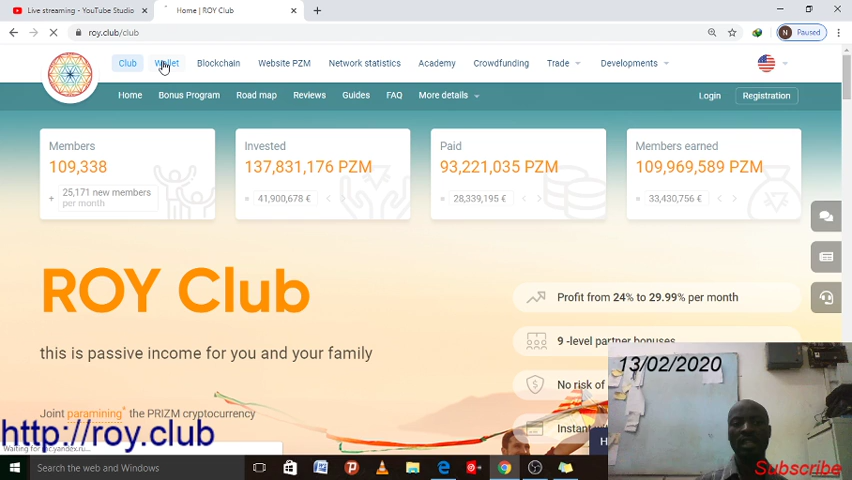 Live streaming - YouTube Studio
Home | ROY Club
roy.club/club
N Paused
Club Wallet Blockchain Website PZM Network statistics Academy Crowdfunding Trade Developments
Home Bonus Program Road map Reviews Guides FAQ More details Login Registration
Members
109,338
+ 25,171 new members
per month
Invested
137,831,176 PZM
≈ 41,900,678 €
Paid
93,221,035 PZM
≈ 28,339,195 €
Members earned
109,969,589 PZM
≈ 33,430,756 €
ROY Club
this is passive income for you and your family
Joint paramining* the PRIZM cryptocurrency
Profit from 24% to 29.99% per month
9 -level partner bonuses
No risk of
Instant
H
13/02/2020
http://roy.club
Subscribe
Search the web and Windows